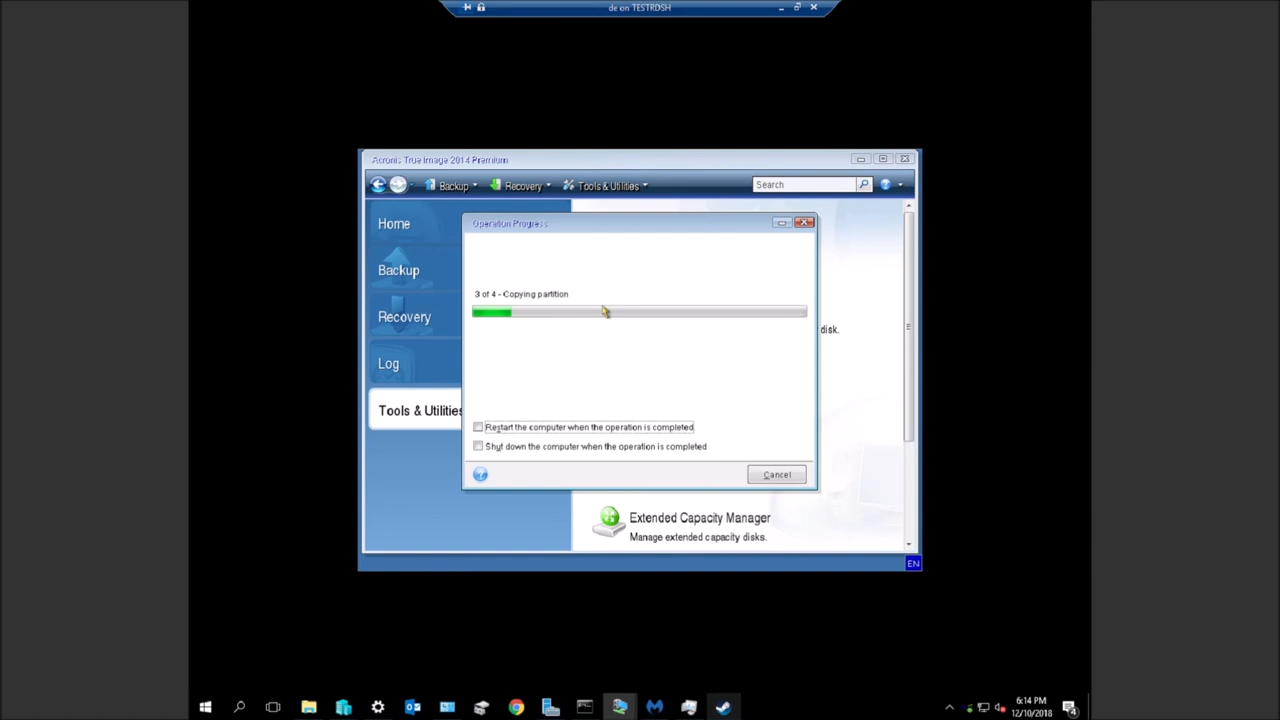 de on TESTRDSH
Acronis True Image 2014 Premium
Backup
Recovery
Tools & Utilities
Search
Home
Backup
Recovery
Log
Tools & Utilities
Operation Progress
3 of 4 - Copying partition
disk.
Restart the computer when the operation is completed
Shut down the computer when the operation is completed
Cancel
Extended Capacity Manager
Manage extended capacity disks.
EN
6:14 PM
12/10/2018
4